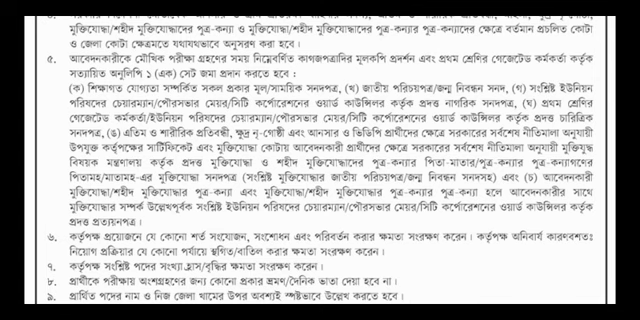 মুক্তিযোদ্ধা/শহীদ মুক্তিযোদ্ধাদের পুত্র-কন্যা ও মুক্তিযোদ্ধা/শহীদ মুক্তিযোদ্ধাদের পুত্র-কন্যার পুত্র-কন্যাদের ক্ষেত্রে বর্তমান প্রচলিত কোটা
ও জেলা কোটা ক্ষেত্রমতে যথাযথভাবে অনুসরণ করা হবে।
৫. আবেদনকারীকে মৌখিক পরীক্ষা গ্রহণের সময় নিম্নেবর্ণিত কাগজপত্রাদির মূলকপি প্রদর্শন এবং প্রথম শ্রেণির গেজেটেড কর্মকর্তা কর্তৃক
সত্যায়িত অনুলিপি ১ (এক) সেট জমা প্রদান করতে হবে :
(ক) শিক্ষাগত যোগ্যতা সম্পর্কিত সকল প্রকার মূল/সাময়িক সনদপত্র, (খ) জাতীয় পরিচয়পত্র/জন্ম নিবন্ধন সনদ, (গ) সংশ্লিষ্ট ইউনিয়ন
পরিষদের চেয়ারম্যান/পৌরসভার মেয়র/সিটি কর্পোরেশনের ওয়ার্ড কাউন্সিলর কর্তৃক প্রদত্ত নাগরিক সনদপত্র, (ঘ) প্রথম শ্রেণির
গেজেটেড কর্মকর্তা/ইউনিয়ন পরিষদের চেয়ারম্যান/পৌরসভার মেয়র/সিটি কর্পোরেশনের ওয়ার্ড কাউন্সিলর কর্তৃক প্রদত্ত চারিত্রিক
সনদপত্র, (ঙ) এতিম ও শারীরিক প্রতিবন্ধী, ক্ষুদ্র নৃ-গোষ্ঠী এবং আনসার ও ভিডিপি প্রার্থীদের ক্ষেত্রে সরকারের সর্বশেষ নীতিমালা অনুযায়ী
উপযুক্ত কর্তৃপক্ষের সার্টিফিকেট এবং মুক্তিযোদ্ধা কোটায় আবেদনকারী প্রার্থীদের ক্ষেত্রে সরকারের সর্বশেষ নীতিমালা অনুযায়ী মুক্তিযুদ্ধ
বিষয়ক মন্ত্রণালয় কর্তৃক প্রদত্ত মুক্তিযোদ্ধা ও শহীদ মুক্তিযোদ্ধাদের পুত্র-কন্যার পিতা-মাতার/পুত্র-কন্যার পুত্র-কন্যাগণের
পিতামহ/মাতামহ-এর মুক্তিযোদ্ধা সনদপত্র (সংশ্লিষ্ট মুক্তিযোদ্ধার জাতীয় পরিচয়পত্র/জন্ম নিবন্ধন সনদসহ) এবং (চ) আবেদনকারী
মুক্তিযোদ্ধা/শহীদ মুক্তিযোদ্ধার পুত্র-কন্যা এবং মুক্তিযোদ্ধা/শহীদ মুক্তিযোদ্ধার পুত্র-কন্যার পুত্র-কন্যা হলে আবেদনকারীর সাথে
মুক্তিযোদ্ধার সম্পর্ক উল্লেখপূর্বক সংশ্লিষ্ট ইউনিয়ন পরিষদের চেয়ারম্যান/পৌরসভার মেয়র/সিটি কর্পোরেশনের ওয়ার্ড কাউন্সিলর কর্তৃক
প্রদত্ত প্রত্যয়নপত্র।
৬. কর্তৃপক্ষ প্রয়োজনে যে কোনো শর্ত সংযোজন, সংশোধন এবং পরিবর্তন করার ক্ষমতা সংরক্ষণ করেন। কর্তৃপক্ষ অনিবার্য কারণবশতঃ
নিয়োগ প্রক্রিয়ার যে কোনো পর্যায়ে স্থগিত/বাতিল করার ক্ষমতা সংরক্ষণ করেন।
৭. কর্তৃপক্ষ সংশ্লিষ্ট পদের সংখ্যা হ্রাস/বৃদ্ধির ক্ষমতা সংরক্ষণ করেন।
৮. প্রার্থীকে পরীক্ষায় অংশগ্রহণের জন্য কোনো প্রকার ভ্রমণ/দৈনিক ভাতা দেয়া হবে না।
৯. প্রার্থিত পদের নাম ও নিজ জেলা খামের উপর অবশ্যই স্পষ্টভাবে উল্লেখ করতে হবে।